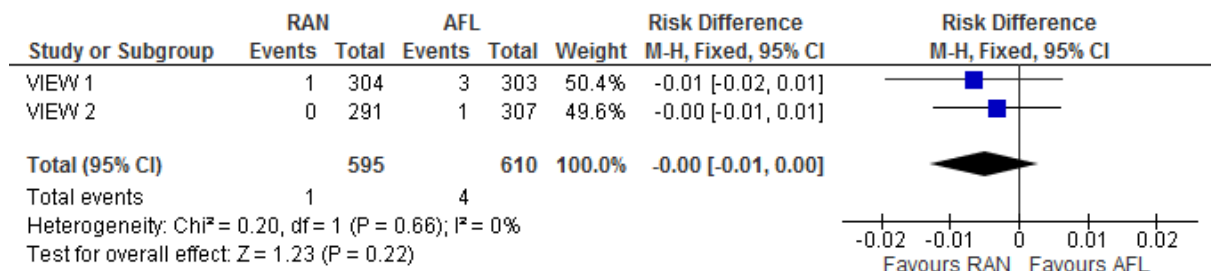 RAN AFL Risk Difference Risk Difference
Study or Subgroup Events Total Events Total Weight M-H, Fixed, 95% CI M-H, Fixed, 95% CI
VIEW 1 1 304 3 303 50.4% -0.01 [-0.02, 0.01]
VIEW 2 0 291 1 307 49.6% -0.00 [-0.01, 0.01]
Total (95% CI) 595 610 100.0% -0.00 [-0.01, 0.00]
Total events 1 4
Heterogeneity: Chi² = 0.20, df = 1 (P = 0.66); I² = 0%
Test for overall effect: Z = 1.23 (P = 0.22)
-0.02 -0.01 0 0.01 0.02
Favours RAN Favours AFL